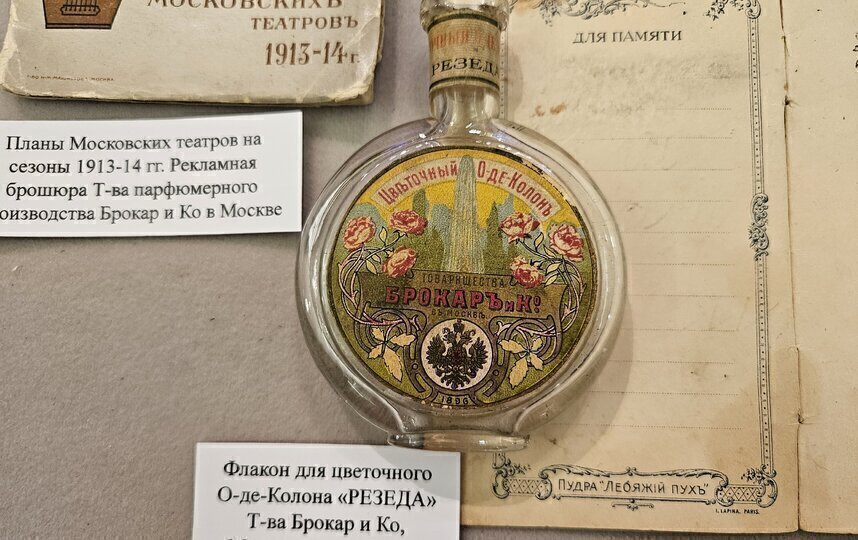 МОСКОВСКИХЪ
ТЕАТРОВЪ
1913-14 г.
Планы Московских театров на
сезоны 1913-14 гг. Рекламная
брошюра Т-ва парфюмерного
оизводства Брокар и Ко в Москве
РЕЗЕДА
ЦВѢТОЧНЫЙ О-ДЕ-КОЛОНЪ
ТОВАРИЩЕСТВА
БРОКАРЪ и Ко.
ВЪ МОСКВѢ.
1896
Флакон для цветочного
О-де-Колона «РЕЗЕДА»
Т-ва Брокар и Ко,
ДЛЯ ПАМЯТИ
ПУДРА "ЛЕБЯЖІЙ ПУХЪ"
I. LAPINA. PARIS.